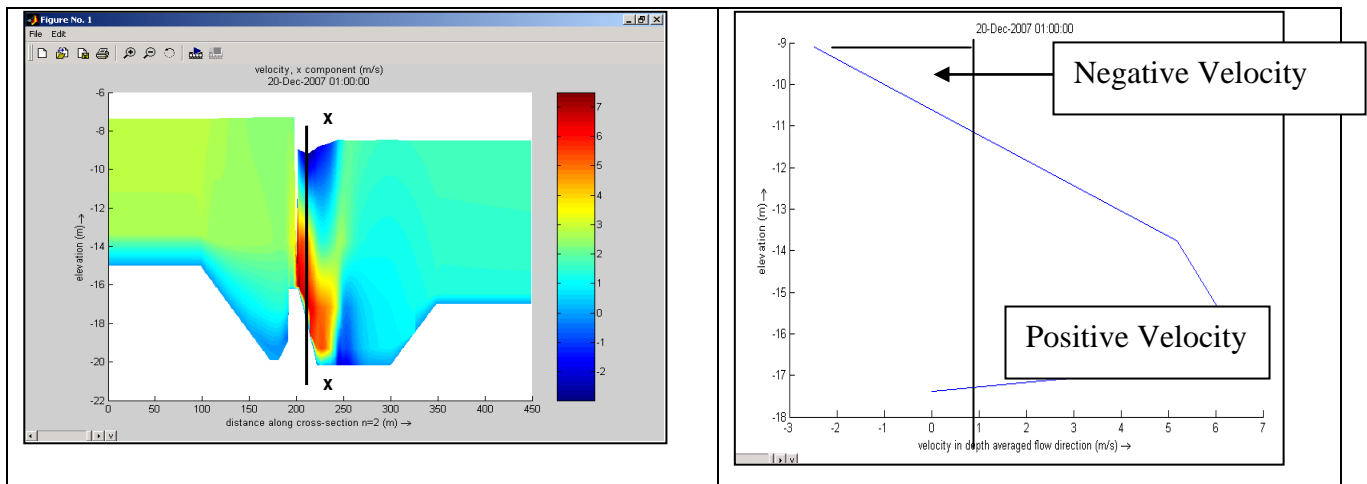 Figure No. 1
File Edit
velocity, x component (m/s)
20-Dec-2007 01:00:00
X
-6
-8
-10
-12
-14
-16
-18
-20
-22
elevation (m) →
0 50 100 150 200 250 300 350 400 450
distance along cross-section n=2 (m) →
X
7
6
5
4
3
2
1
0
-1
-2
20-Dec-2007 01:00:00
Negative Velocity
-9
-10
-11
-12
-13
-14
-15
-16
-17
-18
elevation (m) →
Positive Velocity
-3 -2 -1 0 1 2 3 4 5 6 7
velocity in depth averaged flow direction (m/s) →